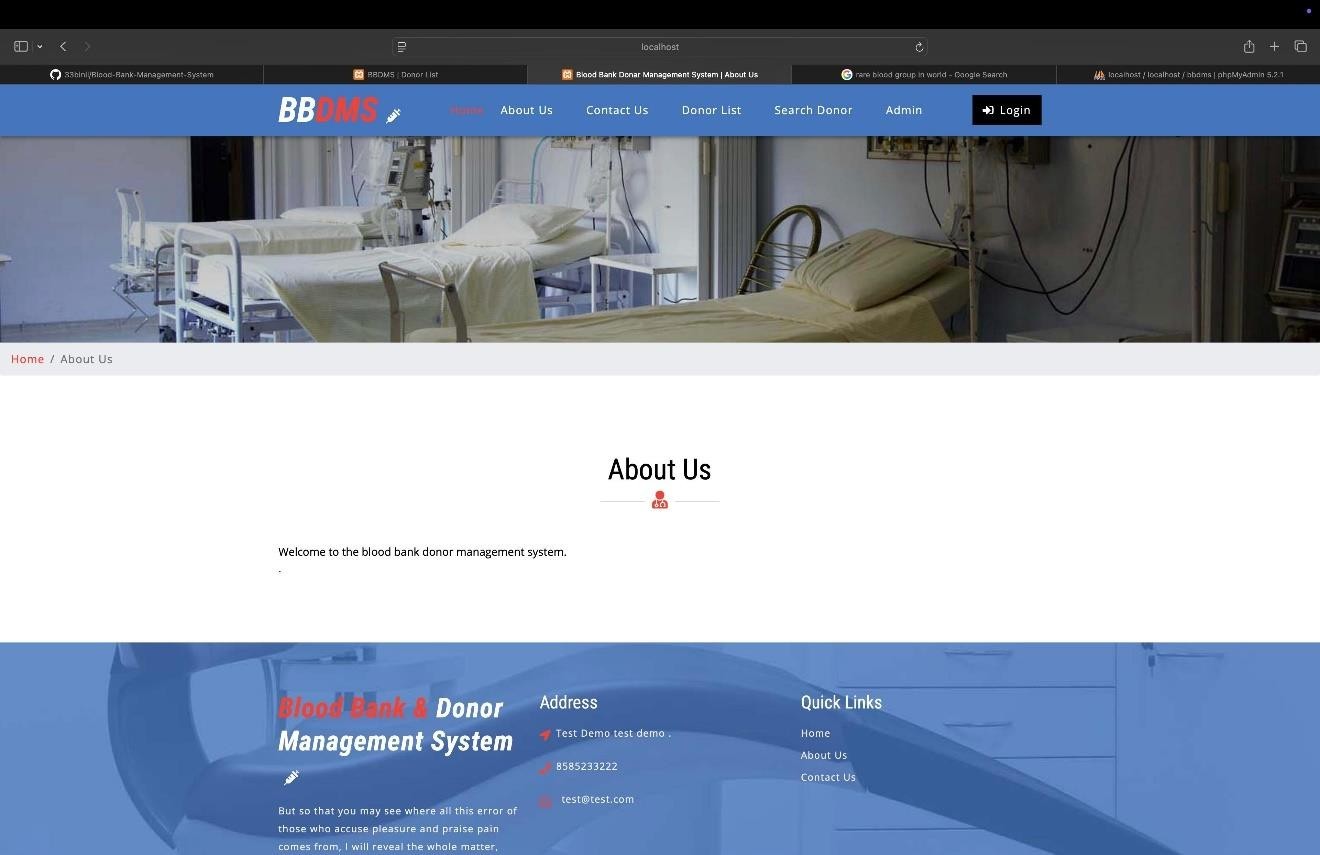 localhost
33bini/Blood-Bank-Management-System
BBDMS | Donor List
Blood Bank Donar Management System | About Us
rare blood group in world - Google Search
localhost / localhost / bbdms | phpMyAdmin 5.2.1
BBDMS
Home About Us Contact Us Donor List Search Donor Admin Login
Home / About Us
About Us
Welcome to the blood bank donor management system.
.
Blood Bank & Donor
Management System
But so that you may see where all this error of
those who accuse pleasure and praise pain
comes from, I will reveal the whole matter,
Address
Test Demo test demo .
8585233222
test@test.com
Quick Links
Home
About Us
Contact Us